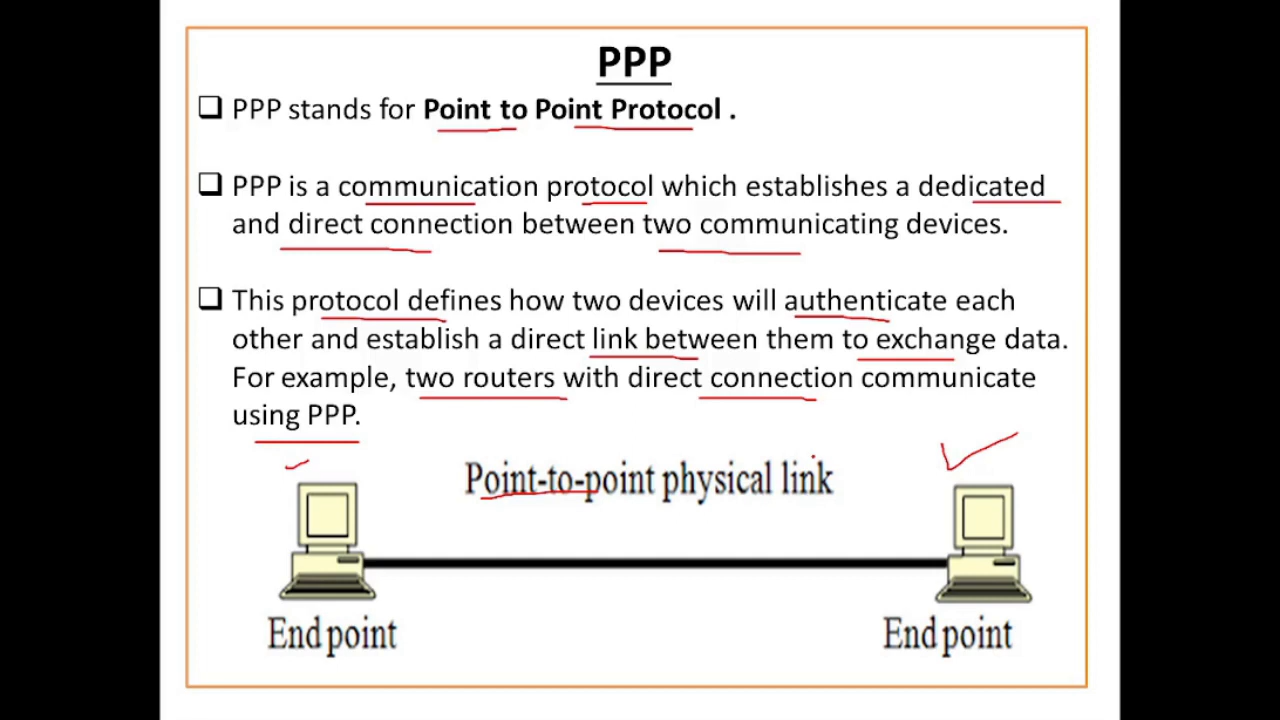 PPP
PPP stands for Point to Point Protocol .
PPP is a communication protocol which establishes a dedicated
and direct connection between two communicating devices.
This protocol defines how two devices will authenticate each
other and establish a direct link between them to exchange data.
For example, two routers with direct connection communicate
using PPP.
Point-to-point physical link
End point
End point